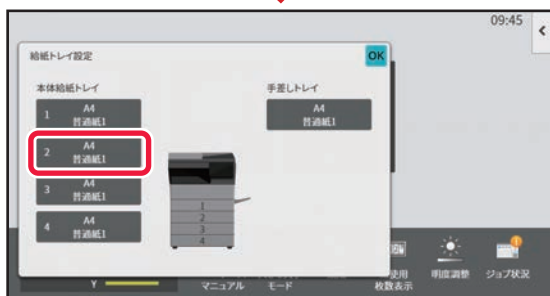 09:45
給紙トレイ設定
OK
本体給紙トレイ
手差しトレイ
1 A4
普通紙1
A4
普通紙1
2 A4
普通紙1
3 A4
普通紙1
4 A4
普通紙1
1
2
3
4
使用
枚数表示
明度調整
ジョブ状況
Y
マニュアル
モード